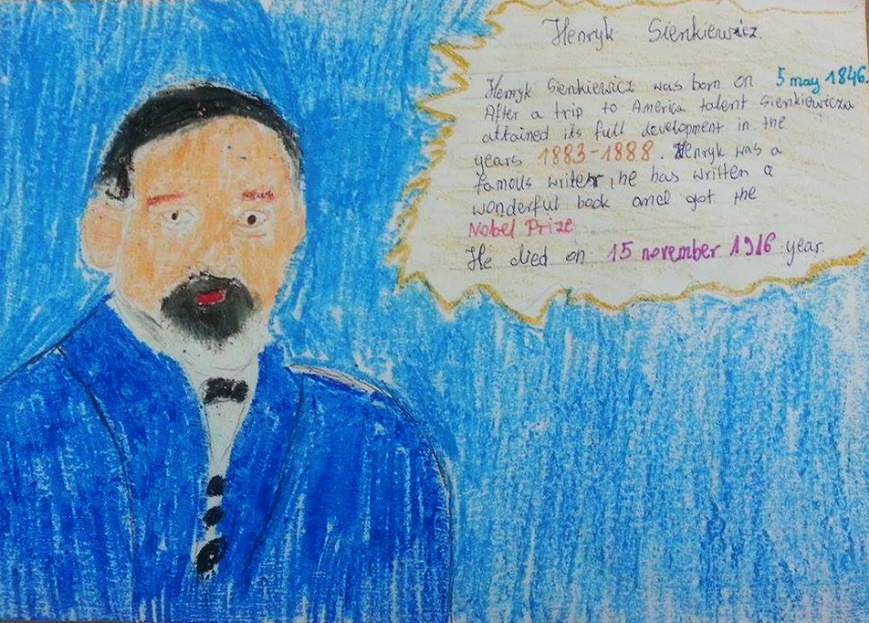 Henryk Sienkiewicz.
Henryk Sienkiewicz was born on 5 may 1846.
After a trip to America talent Sienkiewicza
attained its full development in the
years 1883-1888. Henryk was a
famous writer, he has written a
wonderful book and got the
Nobel Prize
He died on 15 november 1916 year.